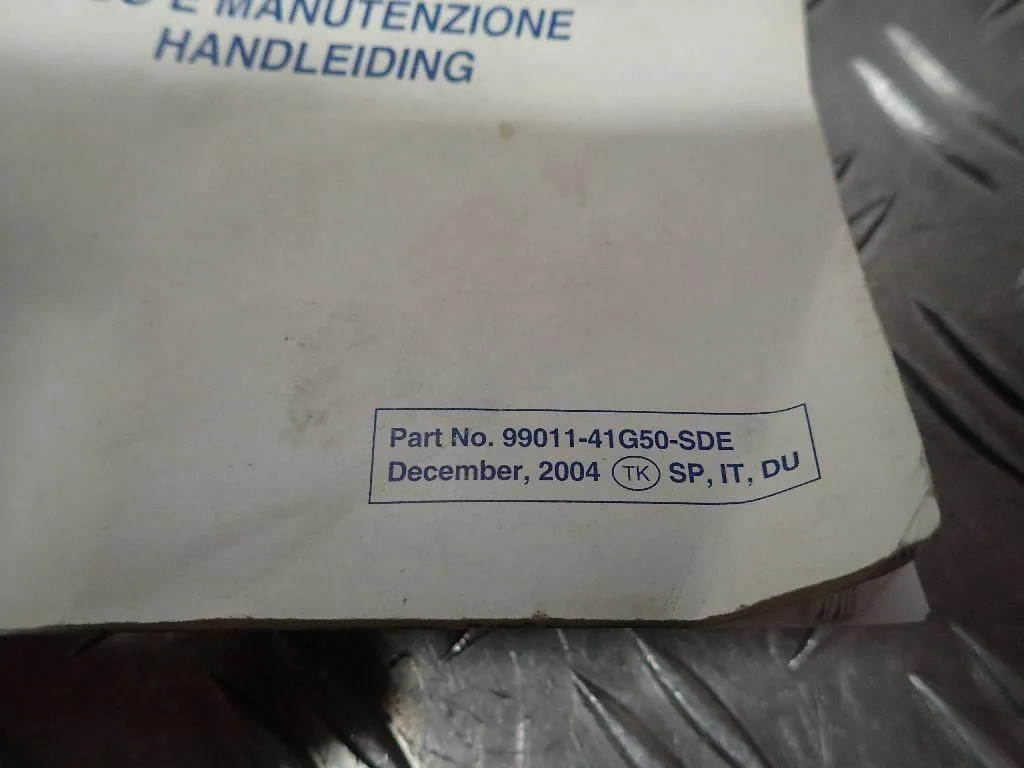 E MANUTENZIONE
HANDLEIDING
Part No. 99011-41G50-SDE
December, 2004 TK SP, IT, DU